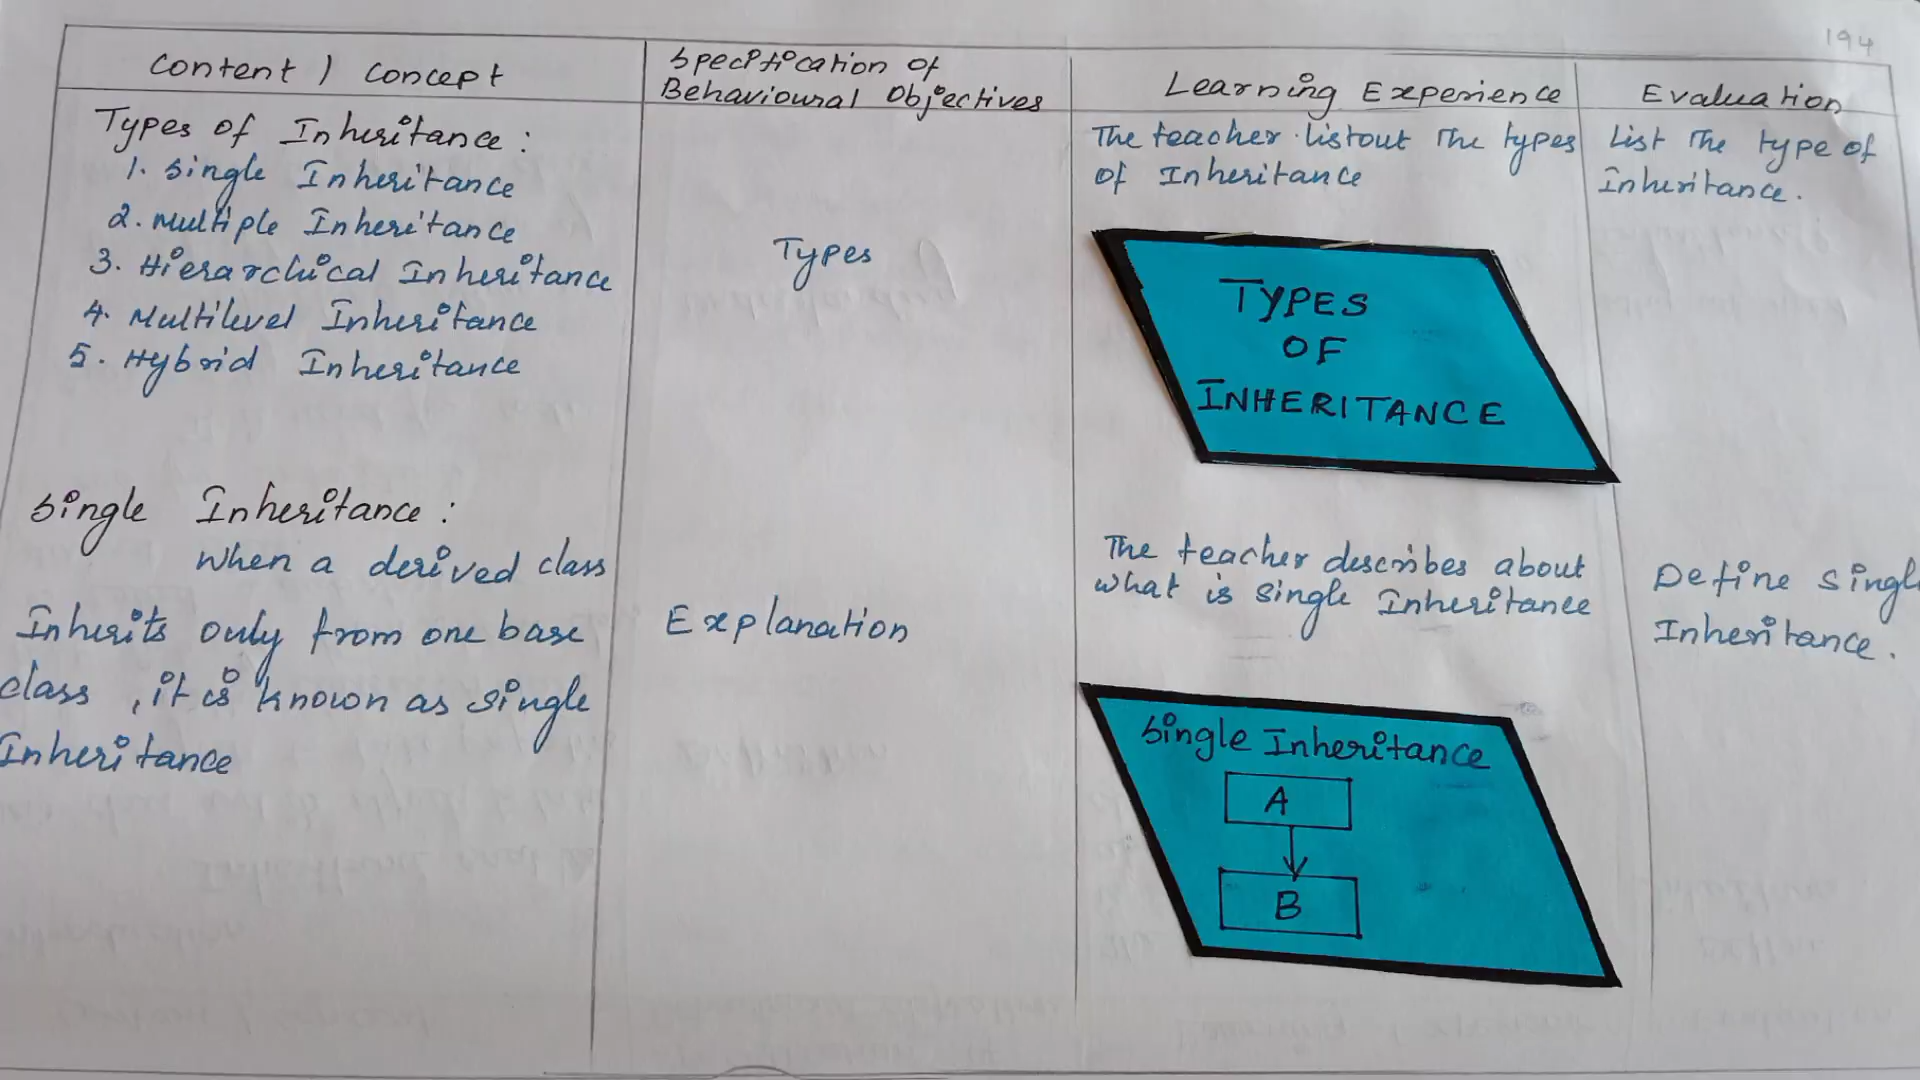 194
Content / Concept
Specification of
Behavioural Objectives
Learning Experience
Evaluation
Types of Inheritance :
1. Single Inheritance
2. Multiple Inheritance
3. Hierarchical Inheritance
4. Multilevel Inheritance
5. Hybrid Inheritance
Types
The teacher listout The types
of Inheritance
TYPES
OF
INHERITANCE
List The type of
Inheritance.
Single Inheritance :
When a derived class
Inherits only from one base
class, it is known as Single
Inheritance
Explanation
The teacher describes about
what is Single Inheritance
Single Inheritance
A
B
Define Single
Inheritance.